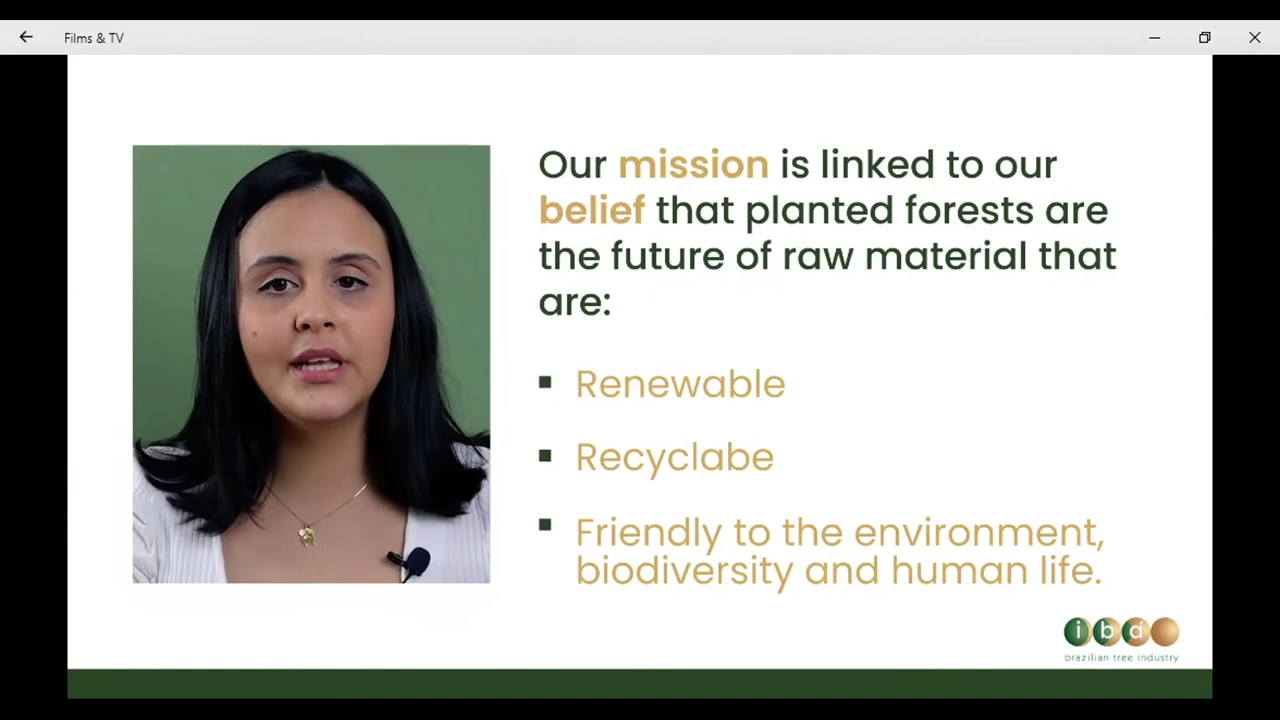 Films & TV
Our mission is linked to our
belief that planted forests are
the future of raw material that
are:
▪ Renewable
▪ Recyclabe
▪ Friendly to the environment,
biodiversity and human life.
ibá
brazilian tree industry